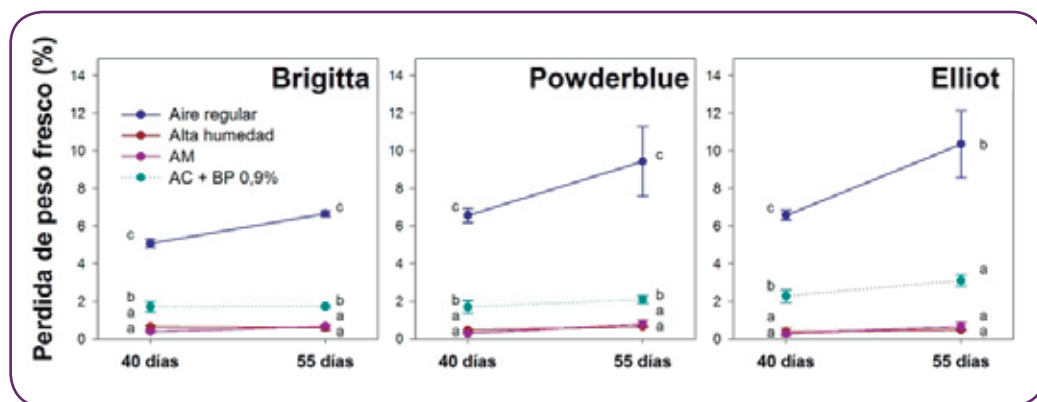 Perdida de peso fresco (%)
Brigitta
Powderblue
Elliot
14
12
10
8
6
4
2
0
Aire regular
Alta humedad
AM
AC + BP 0,9%
c
c
b
b
a
a
a
a
40 días
55 días
14
12
10
8
6
4
2
0
c
c
b
b
a
a
a
a
40 días
55 días
14
12
10
8
6
4
2
0
c
b
b
a
a
a
a
a
40 días
55 días